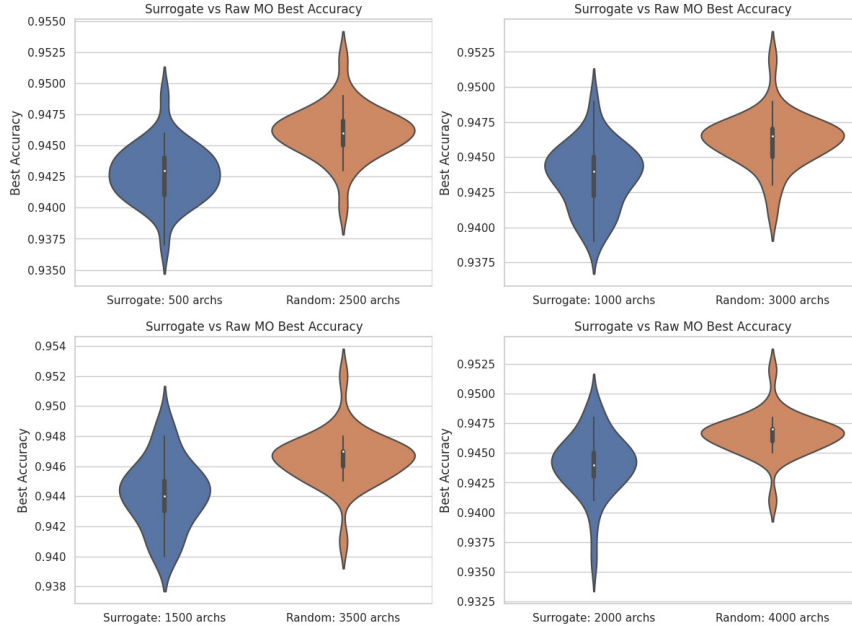 Surrogate vs Raw MO Best Accuracy
0.9550
0.9525
0.9500
0.9475
0.9450
0.9425
0.9400
0.9375
0.9350
Best Accuracy
Surrogate: 500 archs
Random: 2500 archs
Surrogate vs Raw MO Best Accuracy
0.9525
0.9500
0.9475
0.9450
0.9425
0.9400
0.9375
Best Accuracy
Surrogate: 1000 archs
Random: 3000 archs
Surrogate vs Raw MO Best Accuracy
0.954
0.952
0.950
0.948
0.946
0.944
0.942
0.940
0.938
Best Accuracy
Surrogate: 1500 archs
Random: 3500 archs
Surrogate vs Raw MO Best Accuracy
0.9525
0.9500
0.9475
0.9450
0.9425
0.9400
0.9375
0.9350
0.9325
Best Accuracy
Surrogate: 2000 archs
Random: 4000 archs